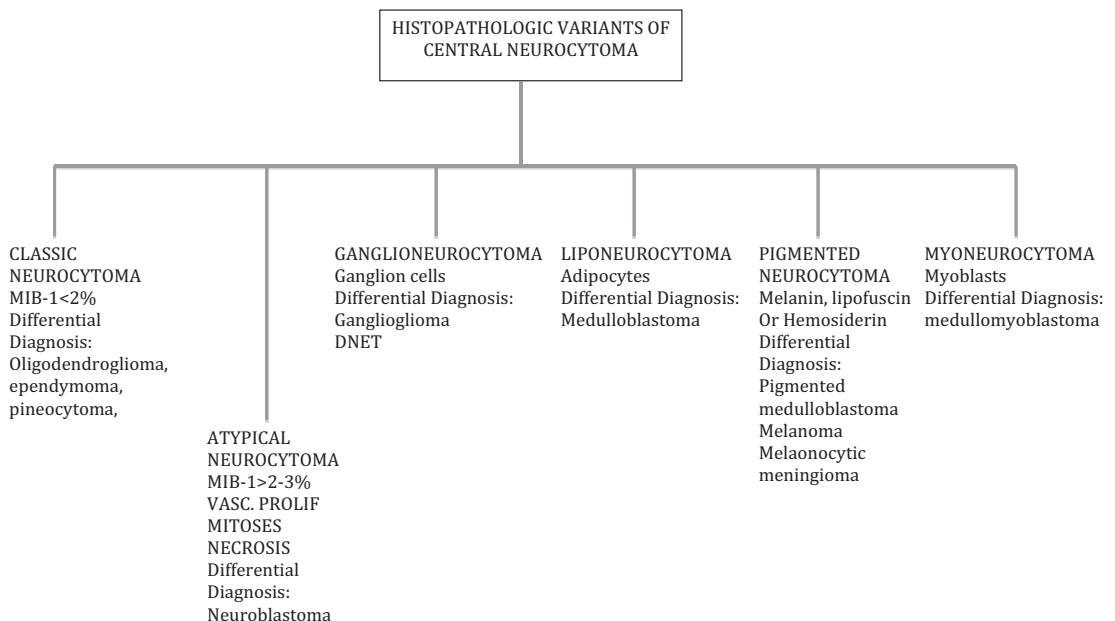 HISTOPATHOLOGIC VARIANTS OF
CENTRAL NEUROCYTOMA
CLASSIC
NEUROCYTOMA
MIB-1<2%
Differential
Diagnosis:
Oligodendroglioma,
ependymoma,
pineocytoma,
ATYPICAL
NEUROCYTOMA
MIB-1>2-3%
VASC. PROLIF
MITOSES
NECROSIS
Differential
Diagnosis:
Neuroblastoma
GANGLIONEUROCYTOMA
Ganglion cells
Differential Diagnosis:
Ganglioglioma
DNET
LIPONEUROCYTOMA
Adipocytes
Differential Diagnosis:
Medulloblastoma
PIGMENTED
NEUROCYTOMA
Melanin, lipofuscin
Or Hemosiderin
Differential
Diagnosis:
Pigmented
medulloblastoma
Melanoma
Melaonocytic
meningioma
MYONEUROCYTOMA
Myoblasts
Differential Diagnosis:
medullomyoblastoma